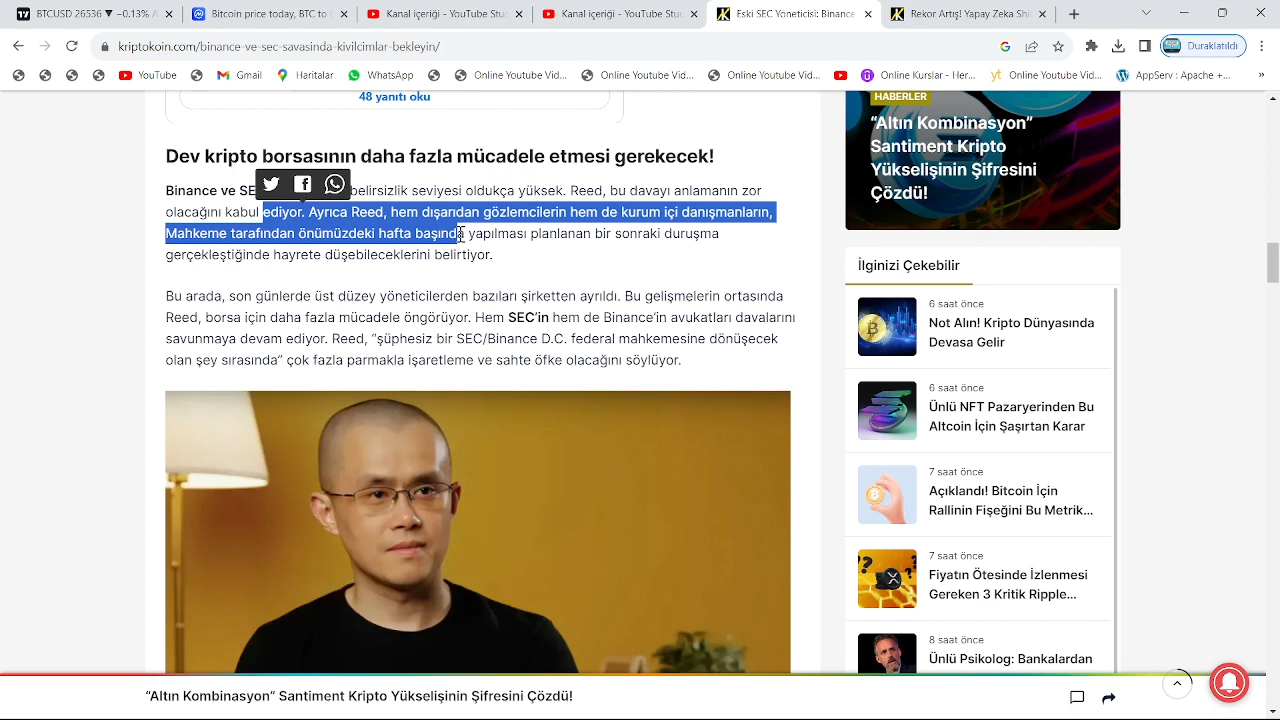 BTCUSD 26536 ▼ −0.13% A
Bitcoin price today, BTC to U
Kanal içeriği - BTCStudio - YouTu
Kanal içeriği - BTCStudio - YouTu
Eski SEC Yöneticisi: Binance
Rekor Artış! Yapay Zeka Şhi
kriptokoin.com/binance-ve-sec-savasinda-kivilcimlar-bekleyin/
Duraklatıldı
YouTube
Gmail
Haritalar
WhatsApp
Online Youtube Vid...
Online Youtube Vid...
Online Youtube Vid...
Online Kurslar - Her...
Online Youtube Vid...
AppServ : Apache +...
48 yanıtı oku
Dev kripto borsasının daha fazla mücadele etmesi gerekecek!
Binance ve SE belirsizlik seviyesi oldukça yüksek. Reed, bu davayı anlamanın zor
olacağını kabul ediyor. Ayrıca Reed, hem dışarıdan gözlemcilerin hem de kurum içi danışmanların,
Mahkeme tarafından önümüzdeki hafta başında yapılması planlanan bir sonraki duruşma
gerçekleştiğinde hayrete düşebileceklerini belirtiyor.
Bu arada, son günlerde üst düzey yöneticilerden bazıları şirketten ayrıldı. Bu gelişmelerin ortasında
Reed, borsa için daha fazla mücadele öngörüyor. Hem SEC’in hem de Binance’in avukatları davalarını
savunmaya devam ediyor. Reed, “şüphesiz bir SEC/Binance D.C. federal mahkemesine dönüşecek
olan şey sırasında” çok fazla parmakla işaretleme ve sahte öfke olacağını söylüyor.
HABERLER
“Altın Kombinasyon”
Santiment Kripto
Yükselişinin Şifresini
Çözdü!
İlginizi Çekebilir
6 saat önce
Not Alın! Kripto Dünyasında
Devasa Gelir
6 saat önce
Ünlü NFT Pazaryerinden Bu
Altcoin İçin Şaşırtan Karar
7 saat önce
Açıklandı! Bitcoin İçin
Rallinin Fişeğini Bu Metrik...
7 saat önce
Fiyatın Ötesinde İzlenmesi
Gereken 3 Kritik Ripple...
8 saat önce
Ünlü Psikolog: Bankalardan
“Altın Kombinasyon” Santiment Kripto Yükselişinin Şifresini Çözdü!